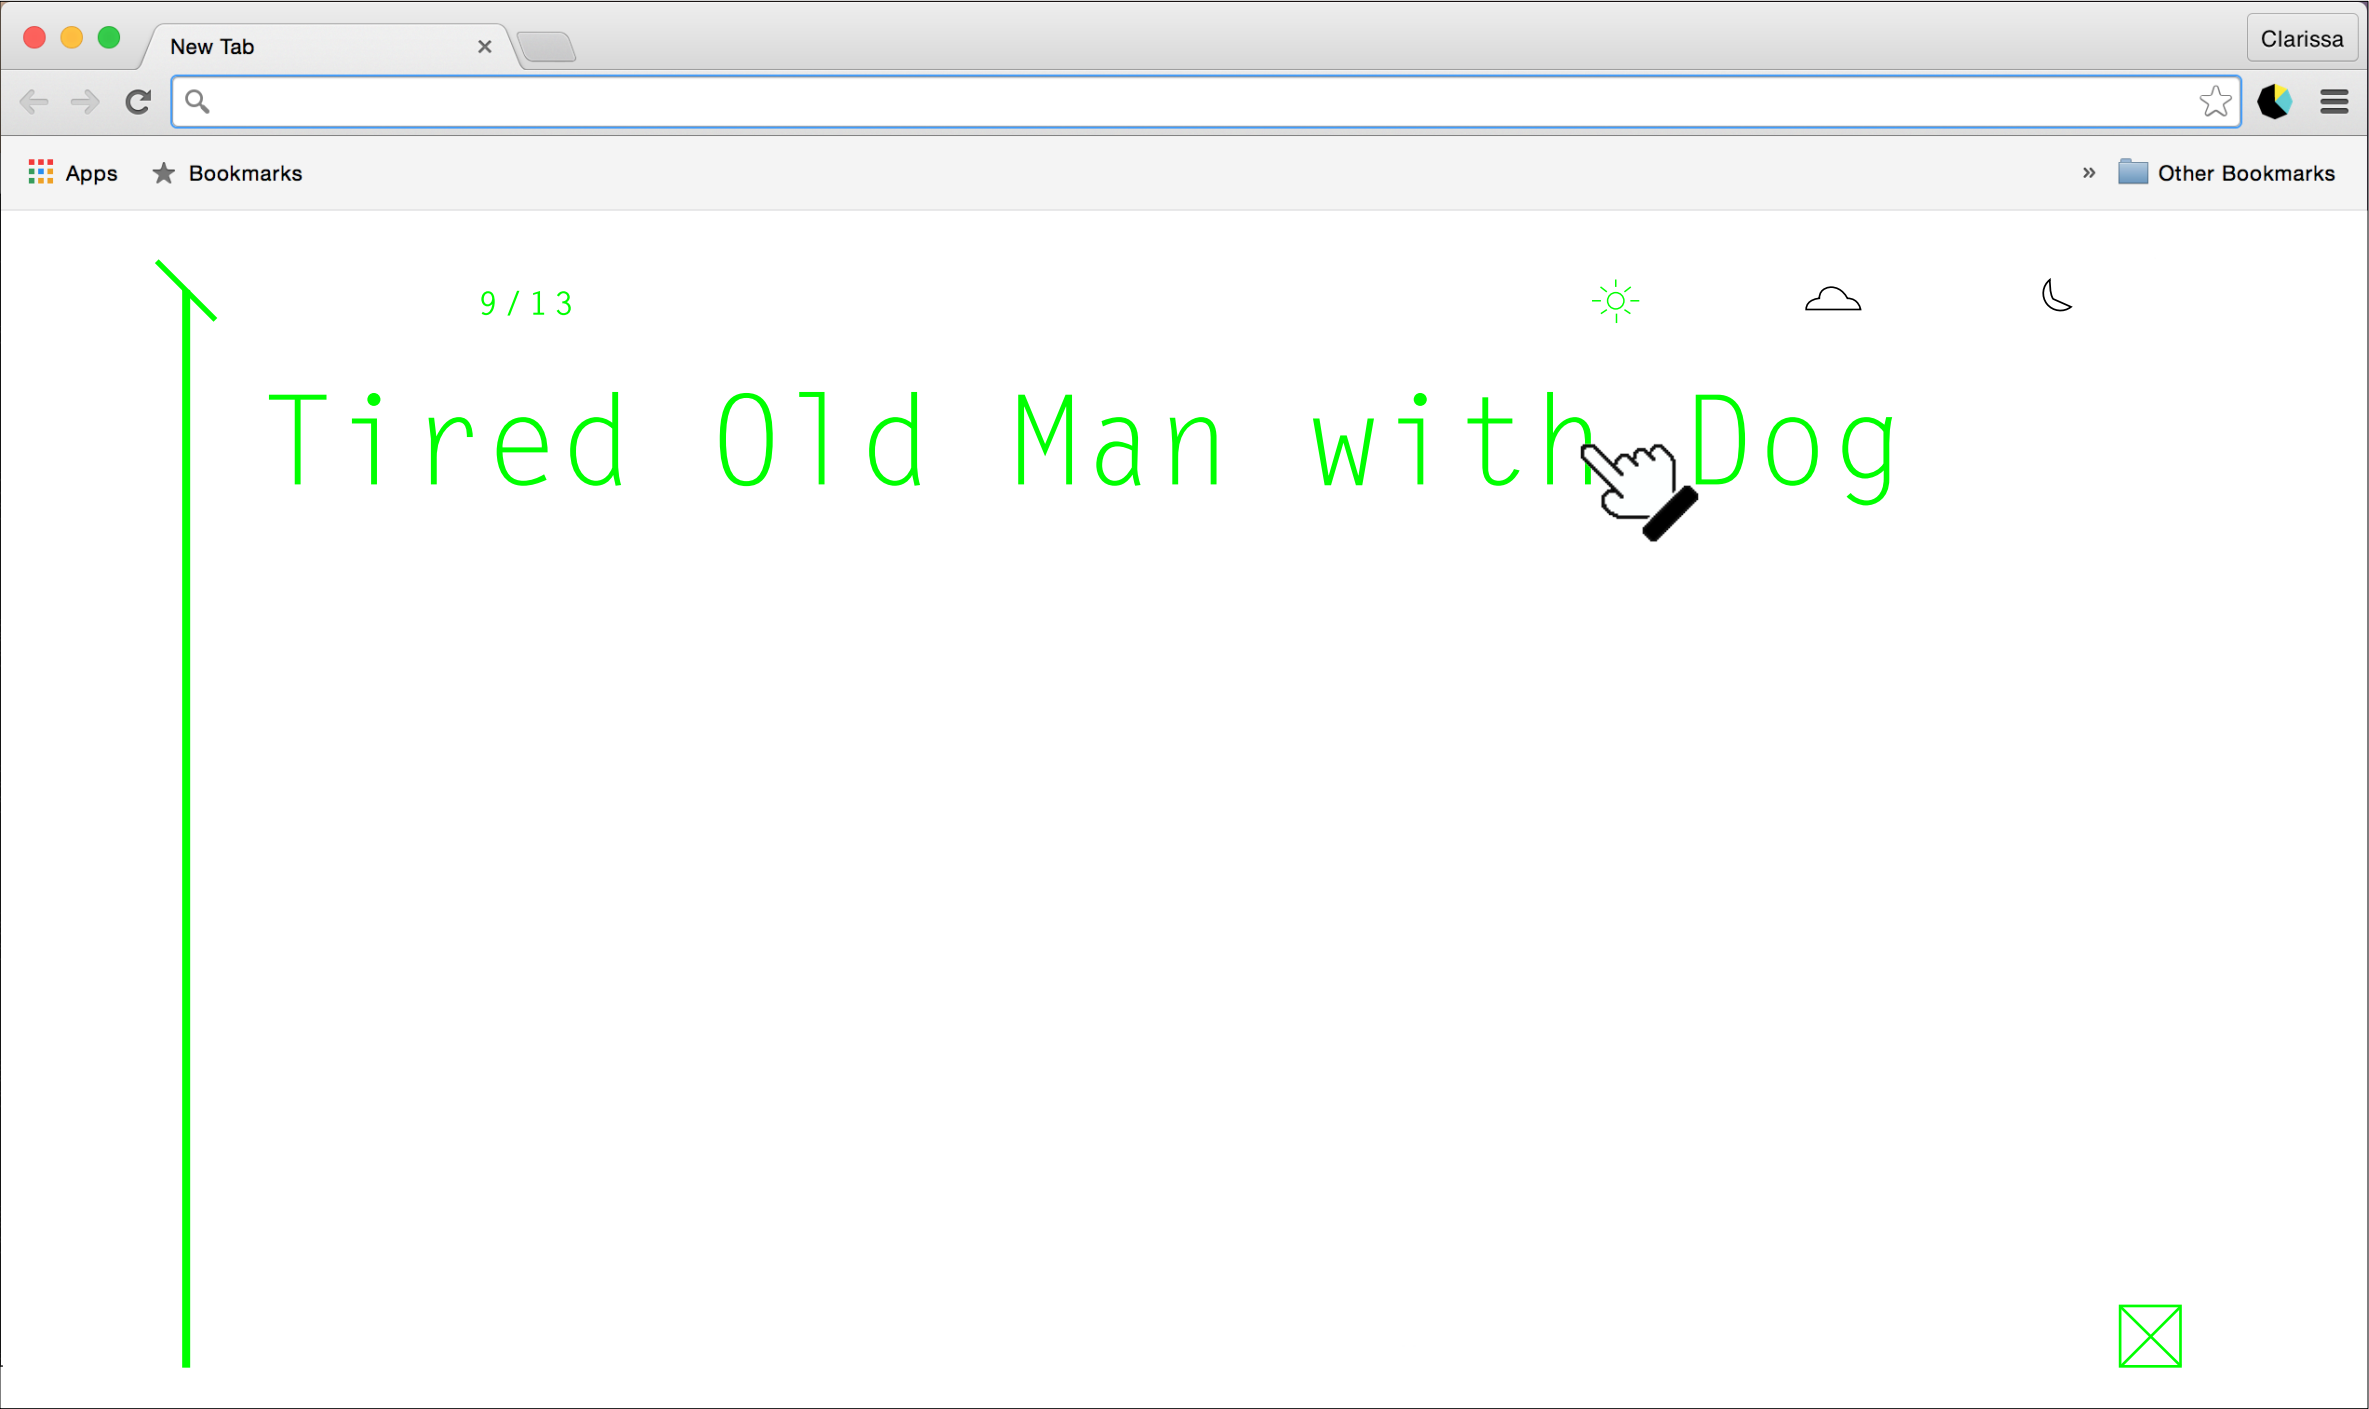 New Tab
Clarissa
Apps Bookmarks » Other Bookmarks
9/13
Tired Old Man with Dog